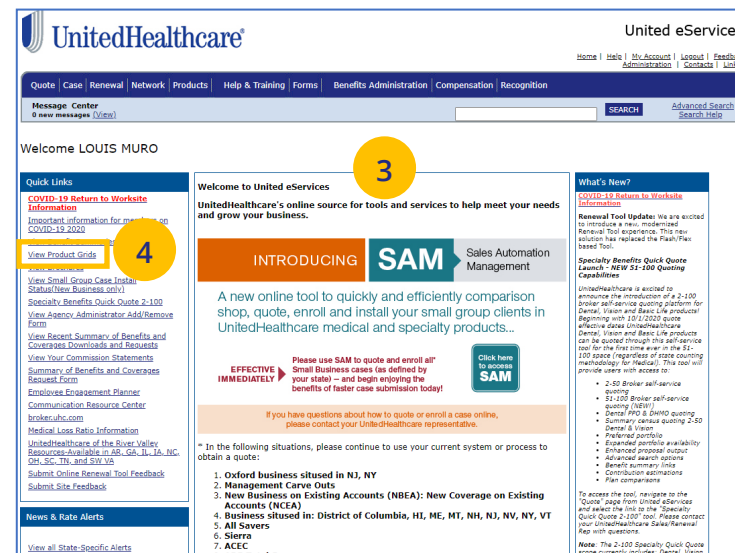 UnitedHealthcare®
United eService
Home | Help | My Account | Logout | Feedba
Administration | Contacts | Link
Quote | Case | Renewal | Network | Products | Help & Training | Forms | Benefits Administration | Compensation | Recognition
Message Center
0 new messages (View)
SEARCH
Advanced Search
Search Help
Welcome LOUIS MURO
3
Quick Links
COVID-19 Return to Worksite
Information
Important information for members on
COVID-19 2020
View Product Grids
4
View Small Group Case Install
Status(New Business only)
Specialty Benefits Quick Quote 2-100
View Agency Administrator Add/Remove
Form
View Recent Summary of Benefits and
Coverages Downloads and Requests
View Your Commission Statements
Summary of Benefits and Coverages
Request Form
Employee Engagement Planner
Communication Resource Center
broker.uhc.com
Medical Loss Ratio Information
UnitedHealthcare of the River Valley
Resources-Available in AR, GA, IL, IA, NC,
OH, SC, TN, and SW VA
Submit Online Renewal Tool Feedback
Submit Site Feedback
News & Rate Alerts
View all State-Specific Alerts
Welcome to United eServices
UnitedHealthcare's online source for tools and services to help meet your needs
and grow your business.
INTRODUCING SAM Sales Automation
Management
A new online tool to quickly and efficiently comparison
shop, quote, enroll and install your small group clients in
UnitedHealthcare medical and specialty products...
EFFECTIVE
IMMEDIATELY
Please use SAM to quote and enroll all*
Small Business cases (as defined by
your state) – and begin enjoying the
benefits of faster case submission today!
Click here
to access
SAM
If you have questions about how to quote or enroll a case online,
please contact your UnitedHealthcare representative.
* In the following situations, please continue to use your current system or process to
obtain a quote:
1. Oxford business sitused in NJ, NY
2. Management Carve Outs
3. New Business on Existing Accounts (NBEA): New Coverage on Existing
Accounts (NCEA)
4. Business sitused in: District of Columbia, HI, ME, MT, NH, NJ, NV, NY, VT
5. All Savers
6. Sierra
7. ACEC
What's New?
COVID-19 Return to Worksite
Information
Renewal Tool Update: We are excited
to introduce a new, modernized
Renewal Tool experience. This new
solution has replaced the Flash/Flex
based Tool.
Specialty Benefits Quick Quote
Launch - NEW 51-100 Quoting
Capabilities
UnitedHealthcare is excited to
announce the introduction of a 2-100
broker self-service quoting platform for
Dental, Vision and Basic Life products!
Beginning with 10/1/2020 quote
effective dates UnitedHealthcare
Dental, Vision and Basic Life products
can be quoted through this self-service
tool for the first time ever in the 51-
100 space (regardless of state counting
methodology for Medical). This tool will
provide users with access to:
• 2-50 Broker self-service
quoting
• 51-100 Broker self-service
quoting (NEW!)
• Dental PPO & DHMO quoting
• Summary census quoting 2-50
Dental & Vision
• Preferred portfolio
• Expanded portfolio availability
• Enhanced proposal output
• Advanced search options
• Benefit summary links
• Contribution estimations
• Plan comparisons
To access the tool, navigate to the
"Quote" page from United eServices
and select the link to the "Specialty
Quick Quote 2-100" tool. Please contact
your UnitedHealthcare Sales/Renewal
Rep with questions.
Note: The 2-100 Specialty Quick Quote
scope currently includes: Dental, Vision